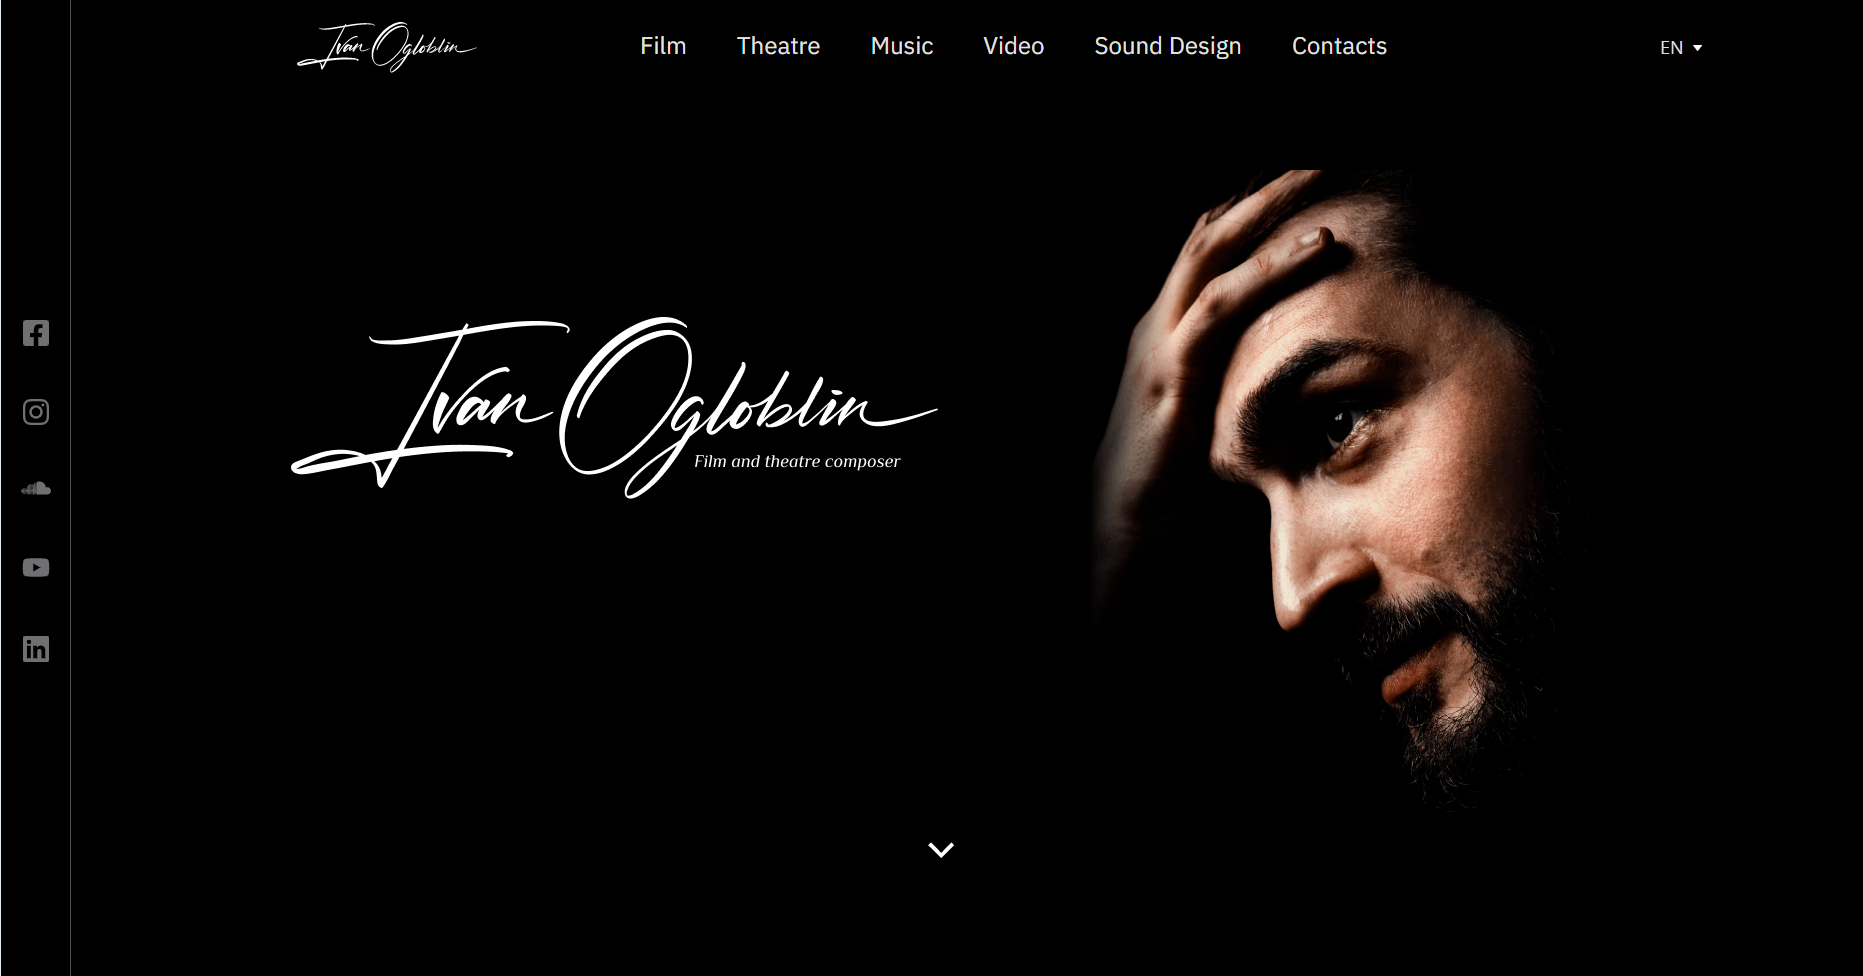 Ivan Ogloblin
Film Theatre Music Video Sound Design Contacts
EN
Ivan Ogloblin
Film and theatre composer